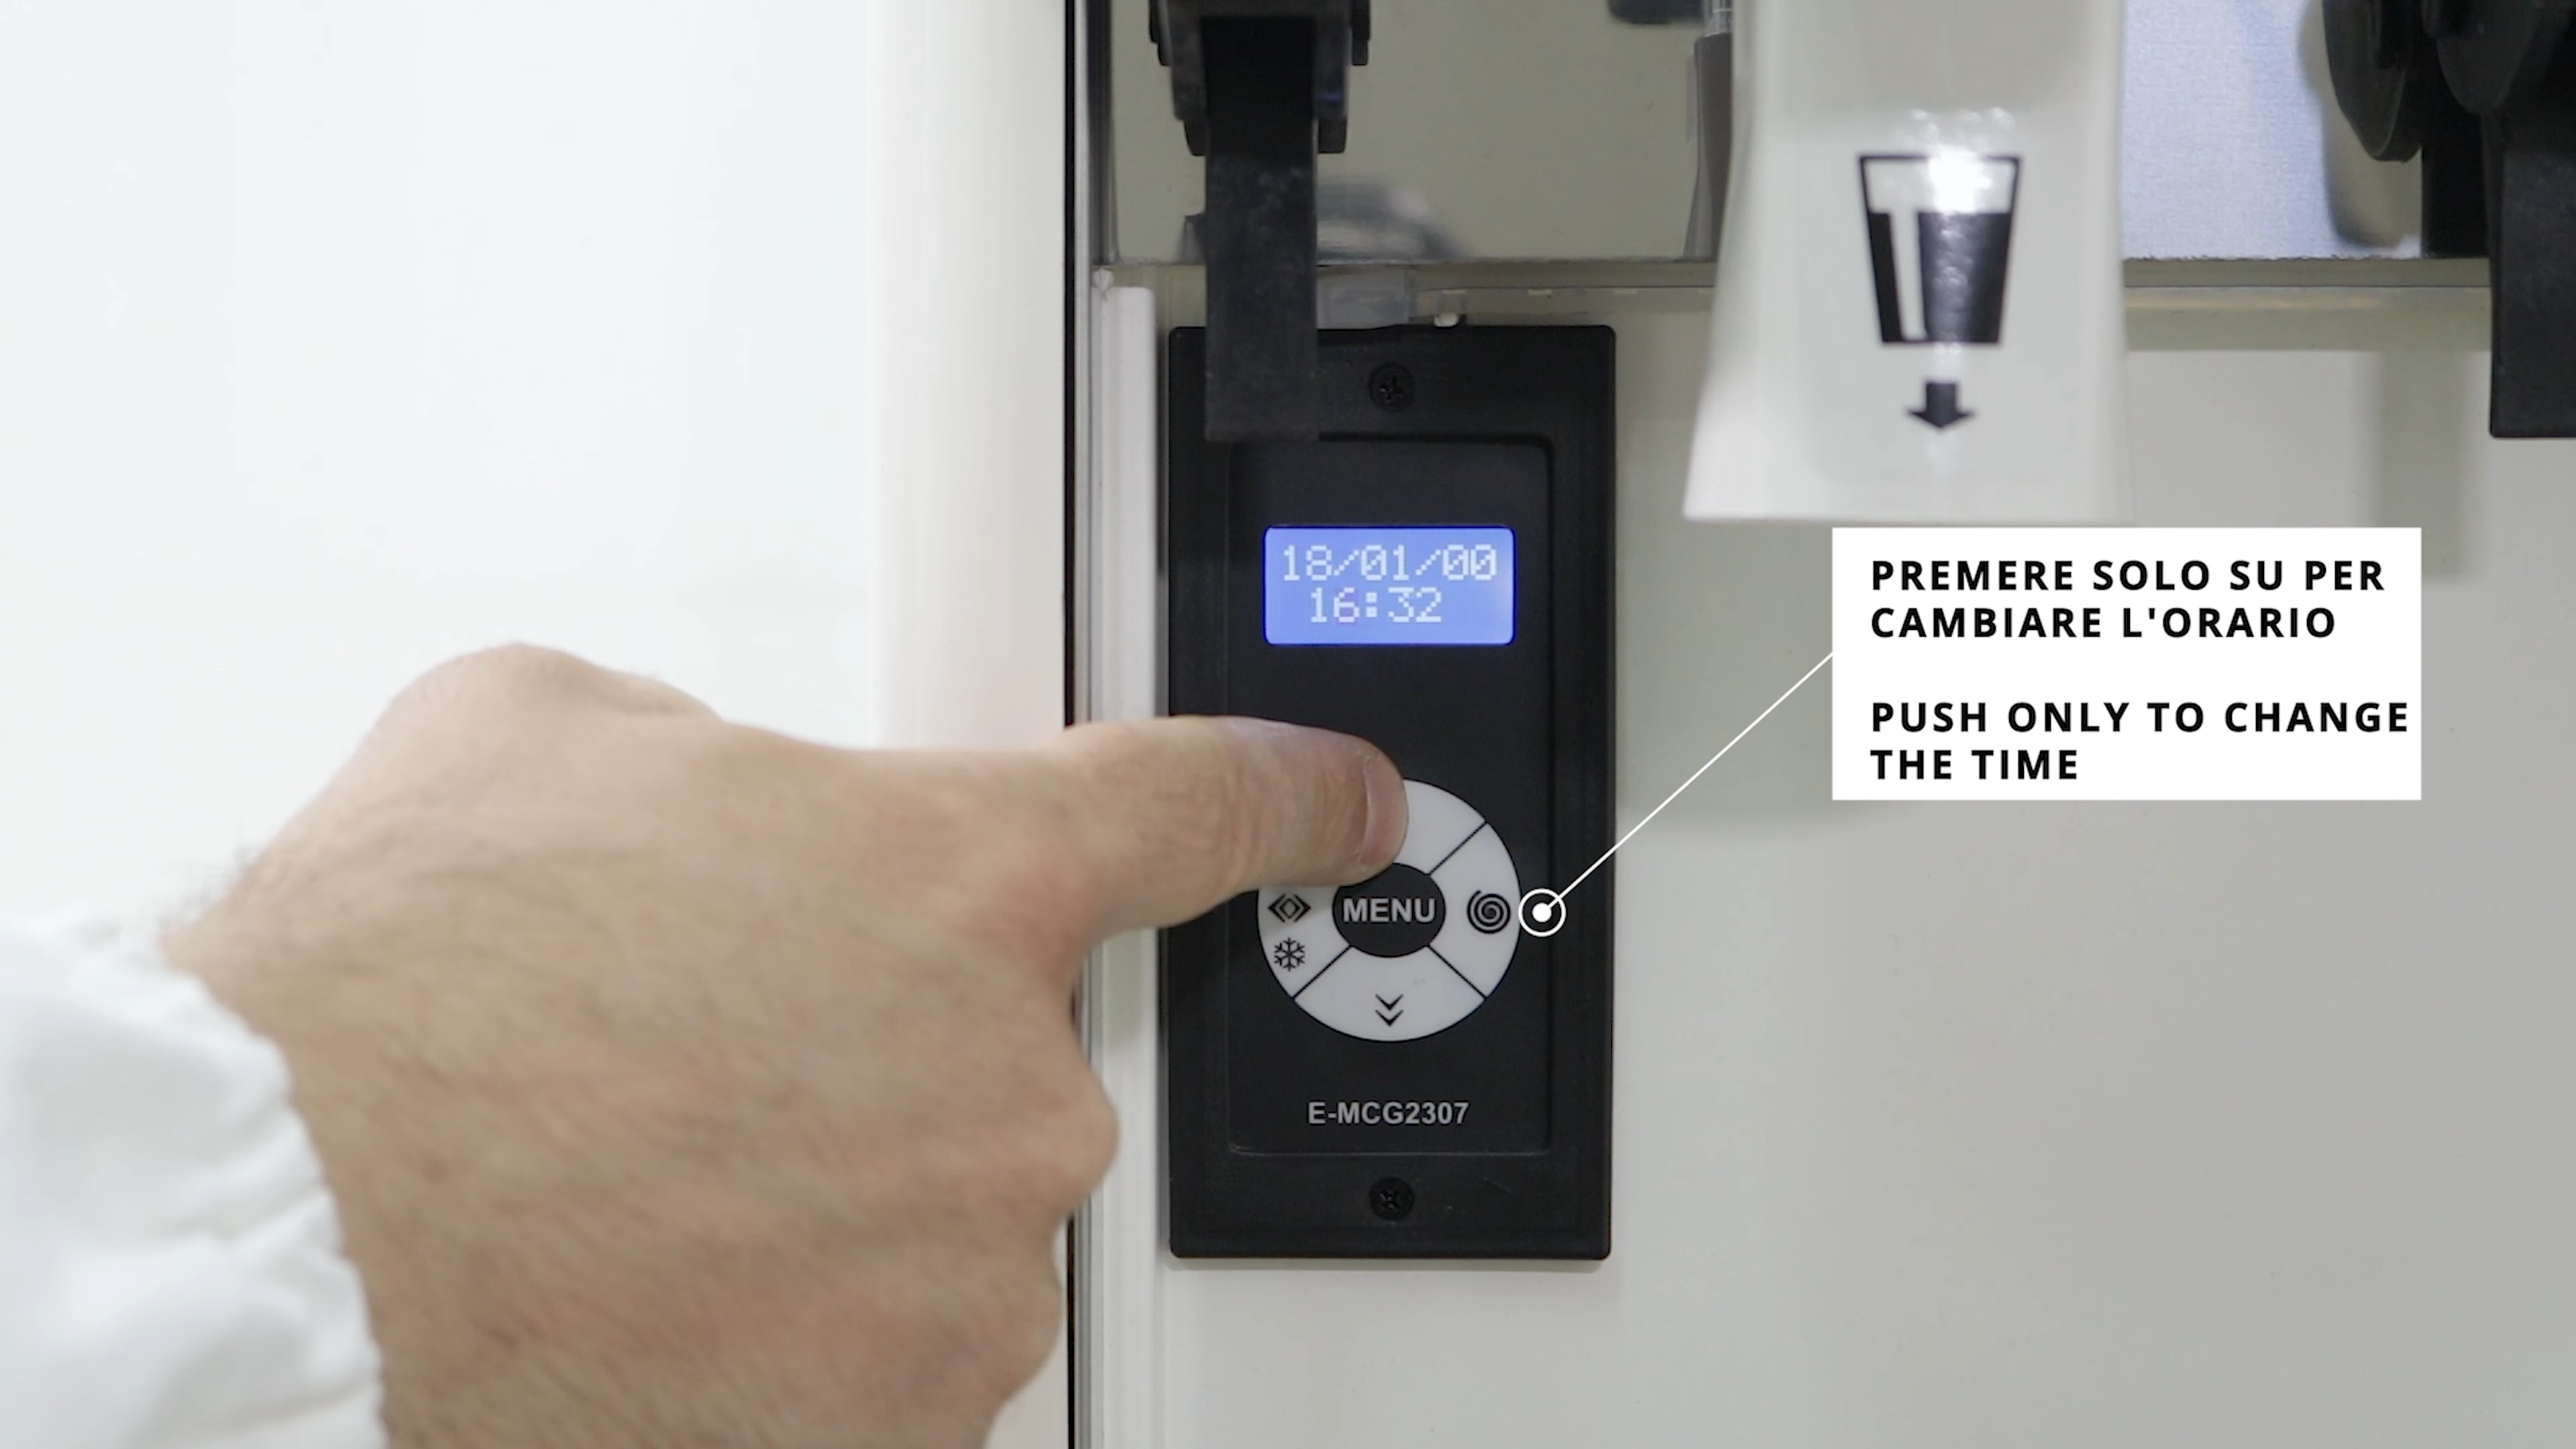 18/01/00
16:32
PREMERE SOLO SU PER
CAMBIARE L'ORARIO
PUSH ONLY TO CHANGE
THE TIME
MENU
E-MCG2307